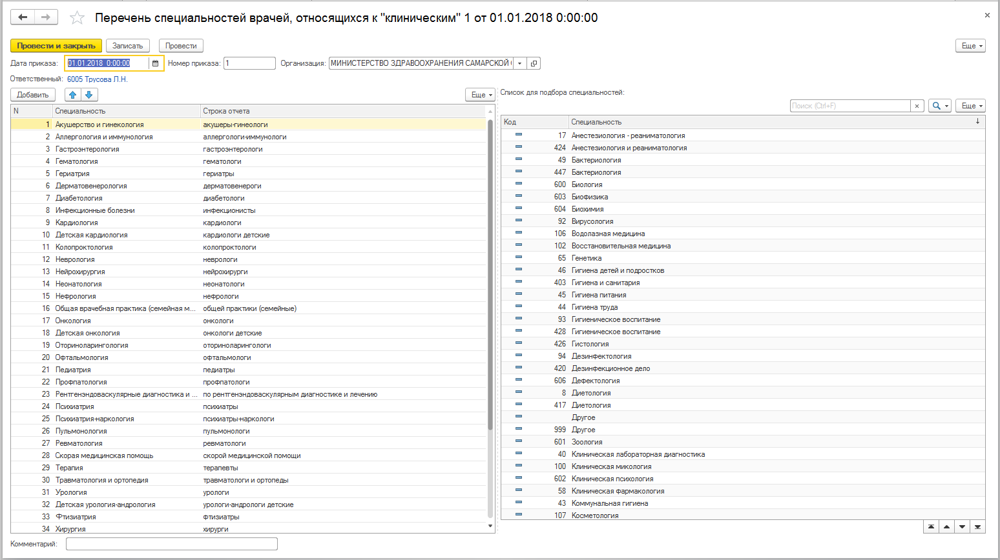 Перечень специальностей врачей, относящихся к "клиническим" 1 от 01.01.2018 0:00:00
Провести и закрыть Записать Провести Еще
Дата приказа: 01.01.2018 0:00:00 Номер приказа: 1 Организация: МИНИСТЕРСТВО ЗДРАВООХРАНЕНИЯ САМАРСКОЙ
Ответственный: 6005 Трусова Л.Н.
Добавить Еще
N Специальность Строка отчета
1 Акушерство и гинекология акушеры-гинеологи
2 Аллергология и иммунология аллергологи-иммунологи
3 Гастроэнтерология гастроэнтерологи
4 Гематология гематологи
5 Гериатрия гериатры
6 Дерматовенерология дерматовенероги
7 Диабетология диабетологи
8 Инфекционные болезни инфекционисты
9 Кардиология кардиологи
10 Детская кардиология кардиологи детские
11 Колопроктология колопроктологи
12 Неврология неврологи
13 Нейрохирургия нейрохирурги
14 Неонатология неонатологи
15 Нефрология нефрологи
16 Общая врачебная практика (семейная м... общей практики (семейные)
17 Онкология онкологи
18 Детская онкология онкологи детские
19 Оториноларингология оториноларингологи
20 Офтальмология офтальмологи
21 Педиатрия педиатры
22 Профпатология профпатологи
23 Рентгенэндоваскулярные диагностика и ... по рентгенэндоваскулярным диагностике и лечению
24 Психиатрия психиатры
25 Психиатрия-наркология психиатры-наркологи
26 Пульмонология пульмонологи
27 Ревматология ревматологи
28 Скорая медицинская помощь скорой медицинской помощи
29 Терапия терапевты
30 Травматология и ортопедия травматологи и ортопеды
31 Урология урологи
32 Детская урология-андрология урологи-андрологи детские
33 Фтизиатрия фтизиатры
34 Хирургия хирурги
Список для подбора специальностей:
Поиск (Ctrl+F) Еще
Код Специальность
17 Анестезиология - реаниматология
424 Анестезиология и реаниматология
49 Бактериология
447 Бактериология
600 Биология
603 Биофизика
604 Биохимия
92 Вирусология
106 Водолазная медицина
102 Восстановительная медицина
65 Генетика
46 Гигиена детей и подростков
403 Гигиена и санитария
45 Гигиена питания
44 Гигиена труда
93 Гигиеническое воспитание
428 Гигиеническое воспитание
426 Гистология
94 Дезинфектология
420 Дезинфекционное дело
606 Дефектология
8 Диетология
417 Диетология
Другое
999 Другое
601 Зоология
40 Клиническая лабораторная диагностика
100 Клиническая микология
602 Клиническая психология
58 Клиническая фармакология
43 Коммунальная гигиена
107 Косметология
Комментарий: